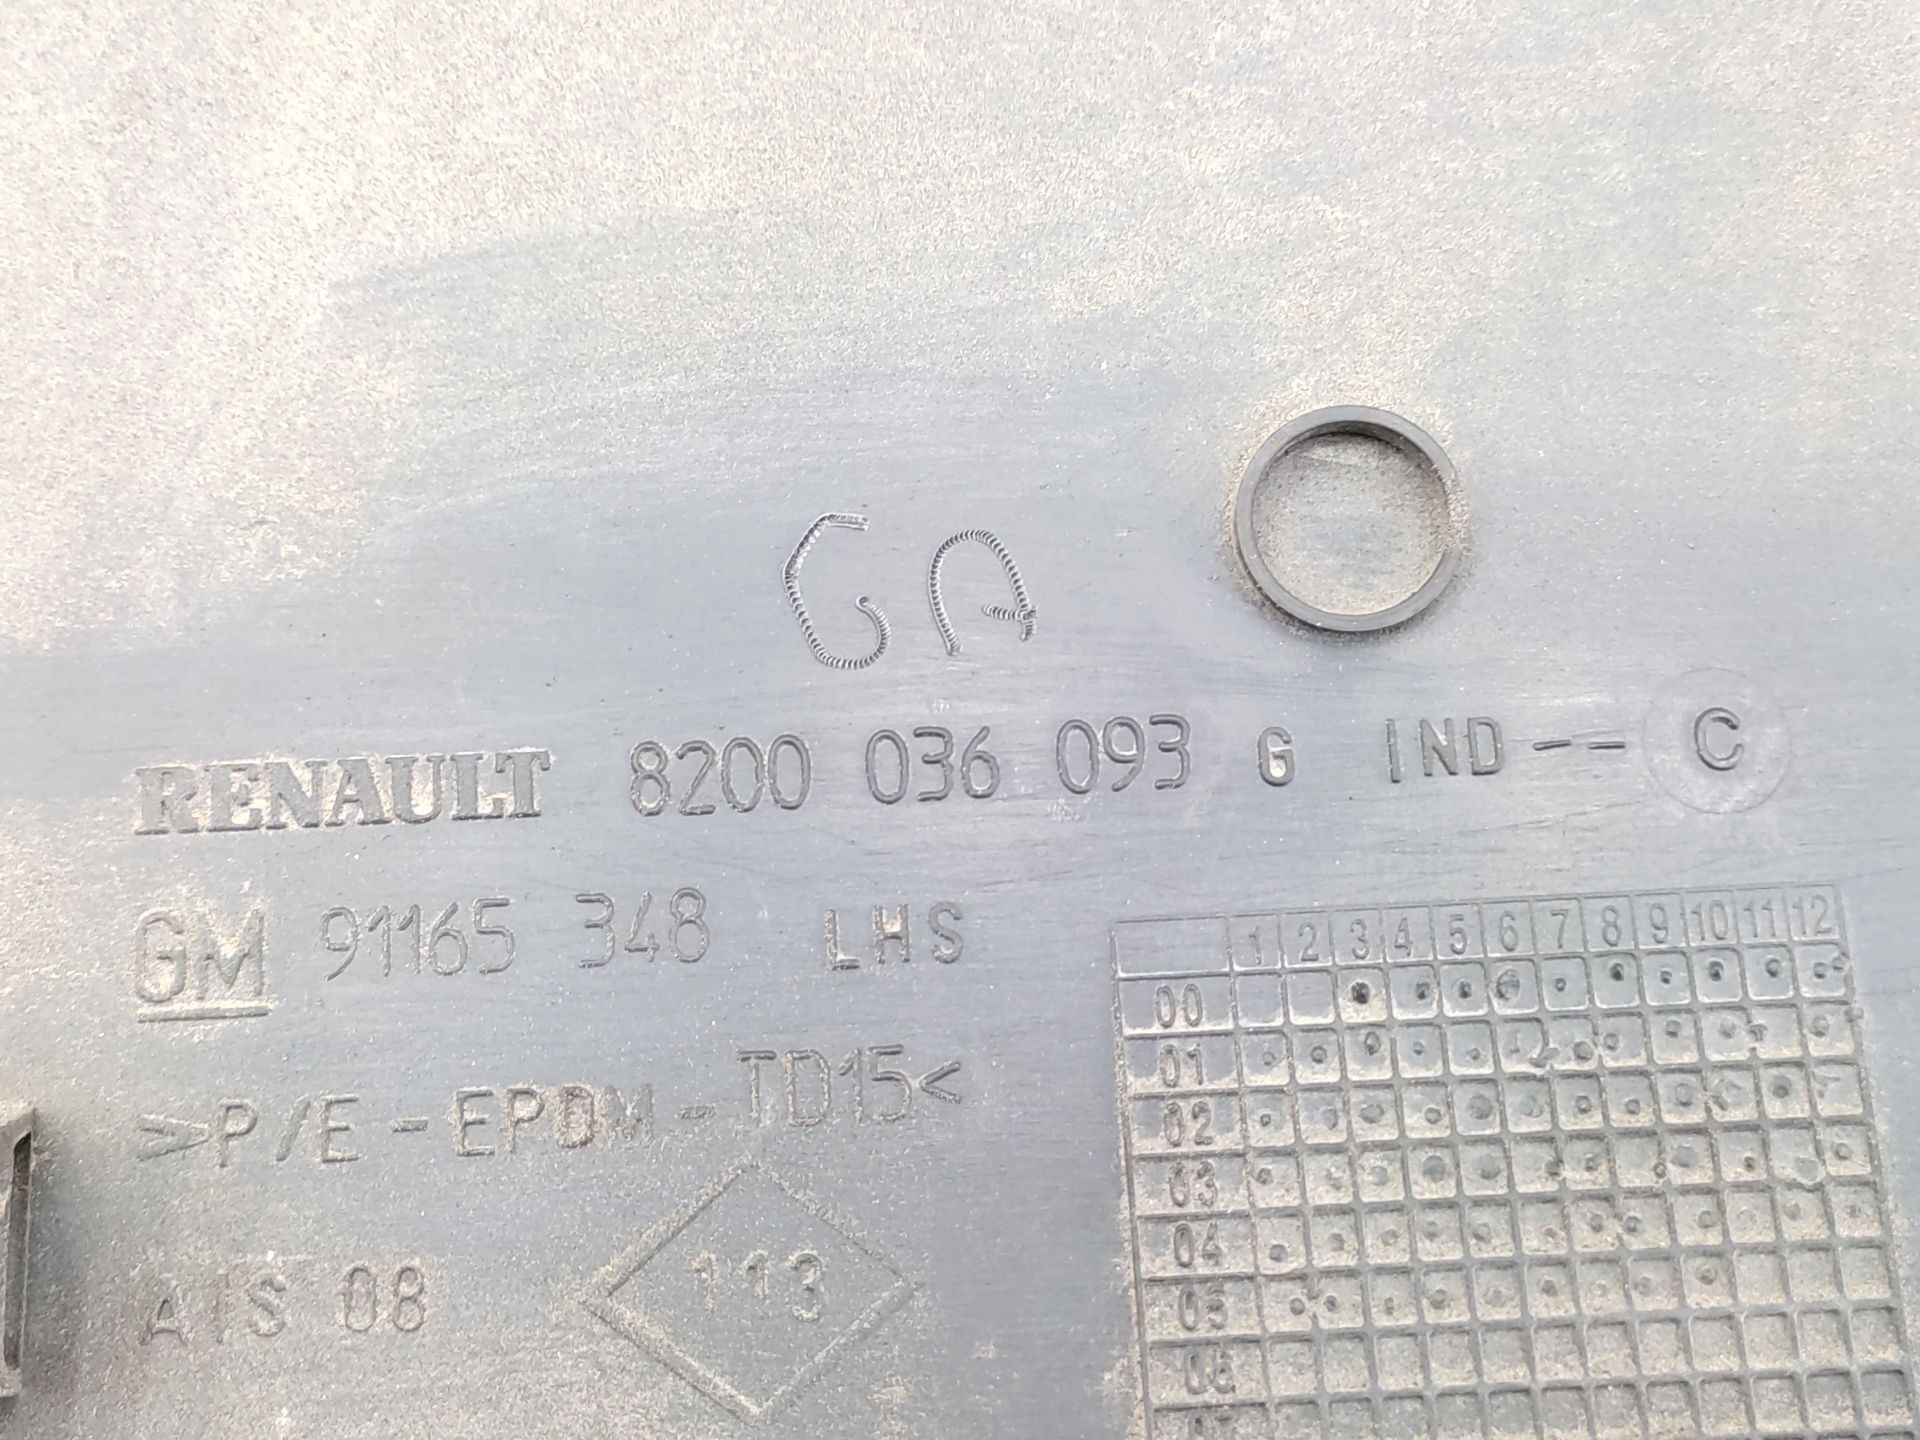 GA
RENAULT 8200 036 093 G IND -- C
GM 91165 348 LHS
>P/E-EPDM-TD15<
AIS 08
113
1 2 3 4 5 6 7 8 9 10 11 12
00
01
02
03
04
05
06